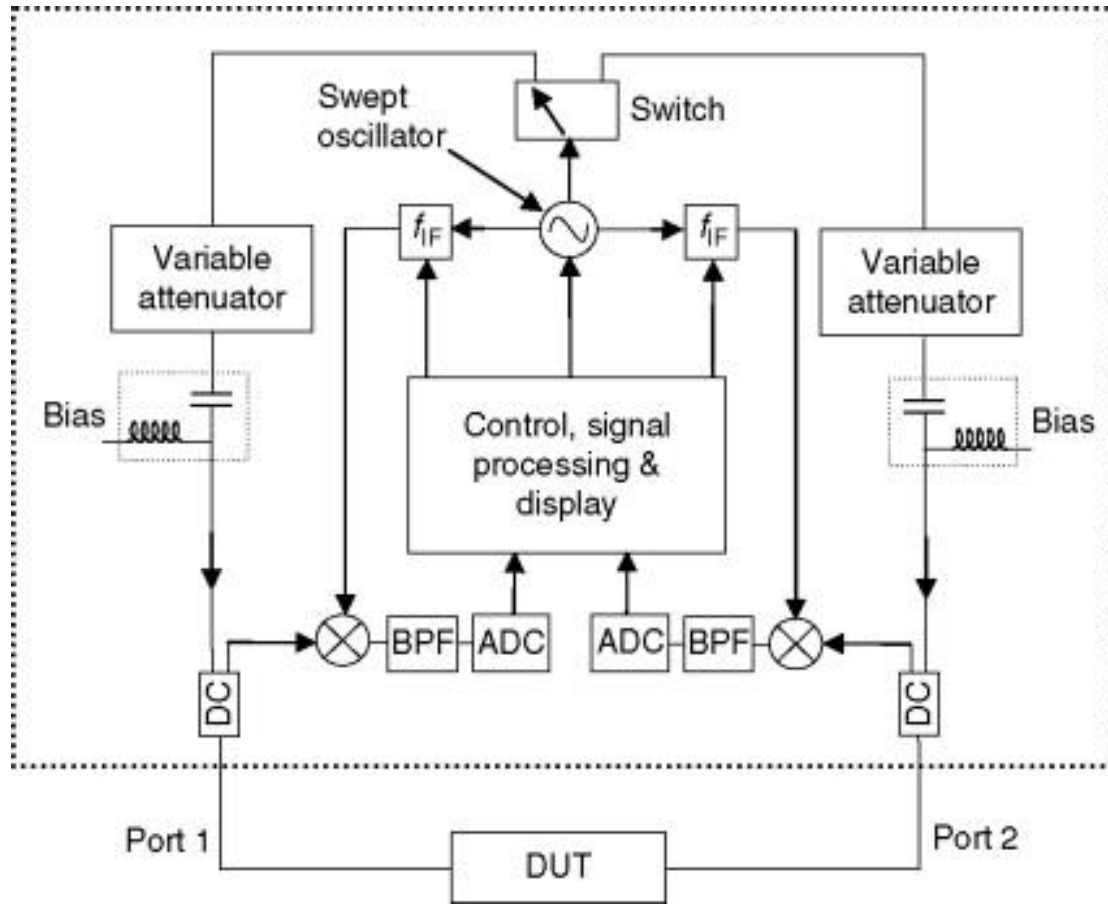 Swept
oscillator
Switch
f_IF
f_IF
Variable
attenuator
Variable
attenuator
Bias
Bias
Control, signal
processing &
display
BPF
ADC
ADC
BPF
DC
DC
Port 1
Port 2
DUT